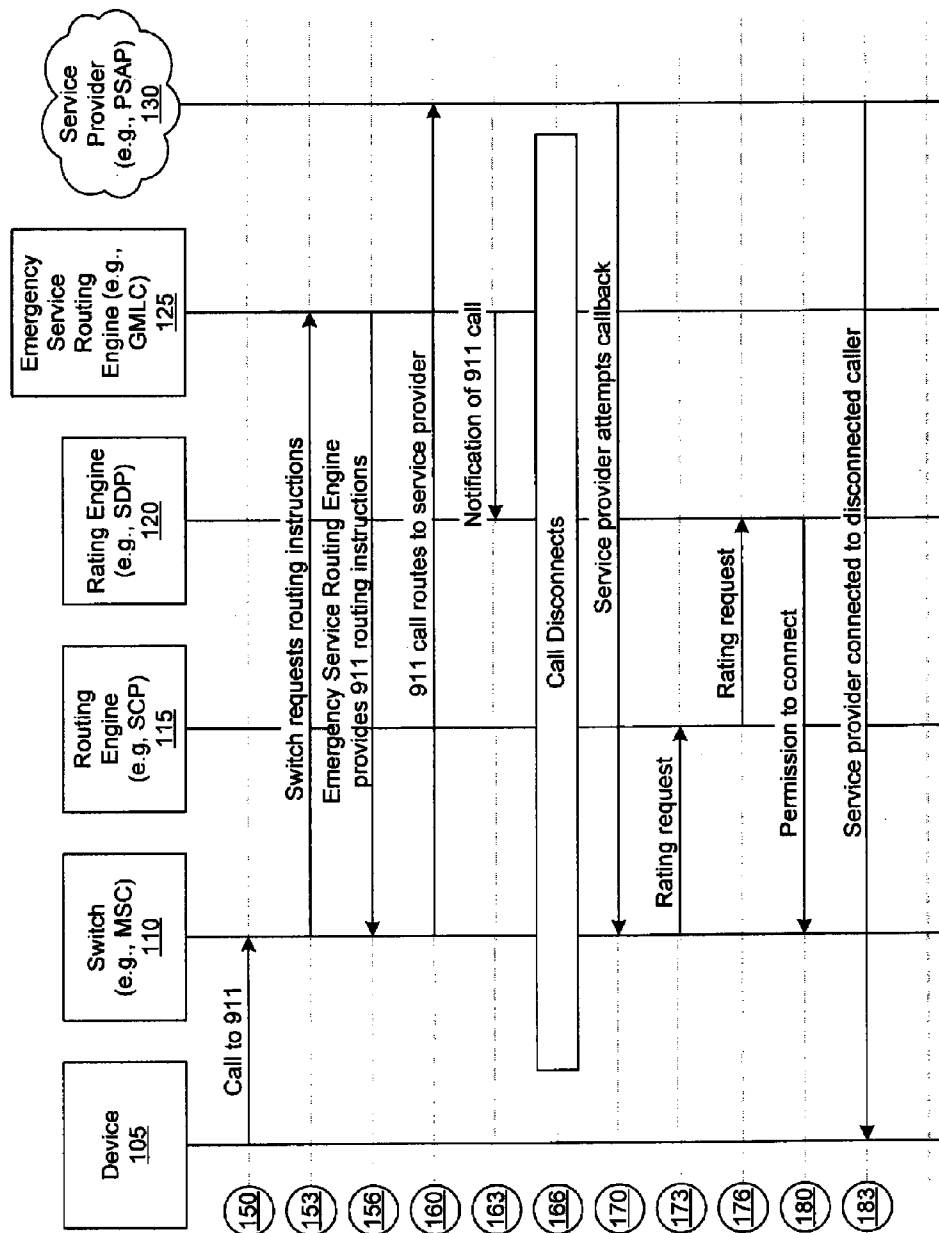 Device
105
Switch
(e.g., MSC)
110
Routing
Engine
(e.g, SCP)
115
Rating Engine
(e.g., SDP)
120
Emergency
Service
Routing
Engine (e.g.,
GMLC)
125
Service
Provider
(e.g., PSAP)
130
150
Call to 911
153
Switch requests routing instructions
156
Emergency Service Routing Engine
provides 911 routing instructions
160
911 call routes to service provider
163
Notification of 911 call
166
Call Disconnects
170
Service provider attempts callback
173
Rating request
176
Rating request
180
Permission to connect
183
Service provider connected to disconnected caller